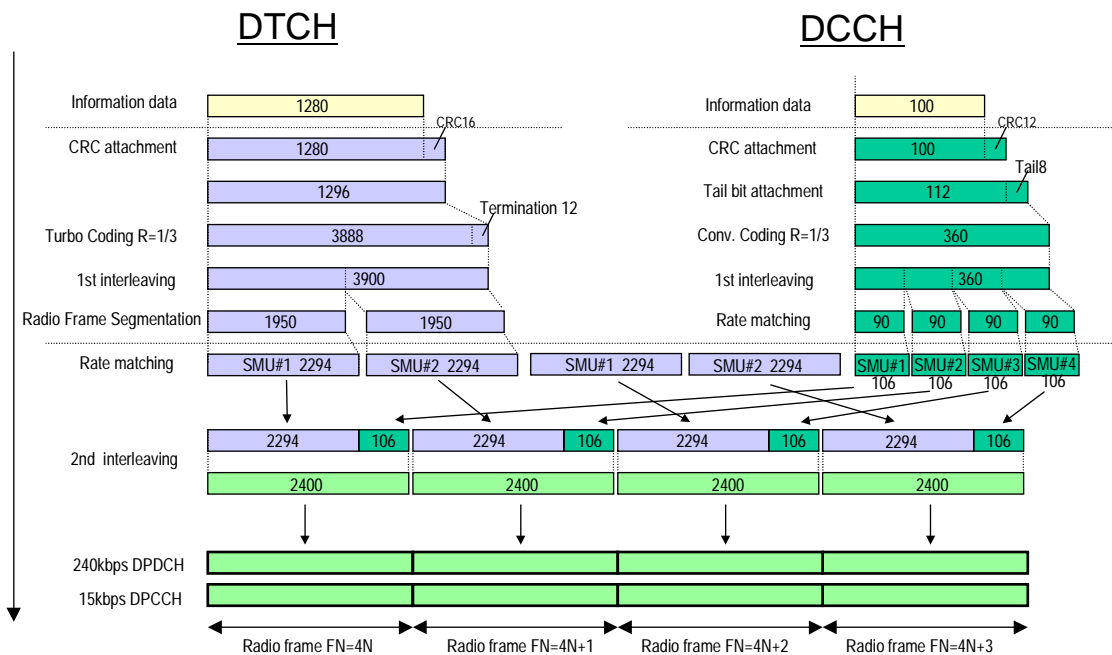 DTCH DCCH
Information data 1280 Information data 100
CRC16 CRC12
CRC attachment 1280 CRC attachment 100
Tail8
1296 Tail bit attachment 112
Termination 12
Turbo Coding R=1/3 3888 Conv. Coding R=1/3 360
1st interleaving 3900 1st interleaving 360
Radio Frame Segmentation 1950 1950 Rate matching 90 90 90 90
Rate matching SMU#1 2294 SMU#2 2294 SMU#1 2294 SMU#2 2294 SMU#1 SMU#2 SMU#3 SMU#4
106 106 106 106
2294 106 2294 106 2294 106 2294 106
2nd interleaving
2400 2400 2400 2400
240kbps DPDCH
15kbps DPCCH
Radio frame FN=4N Radio frame FN=4N+1 Radio frame FN=4N+2 Radio frame FN=4N+3